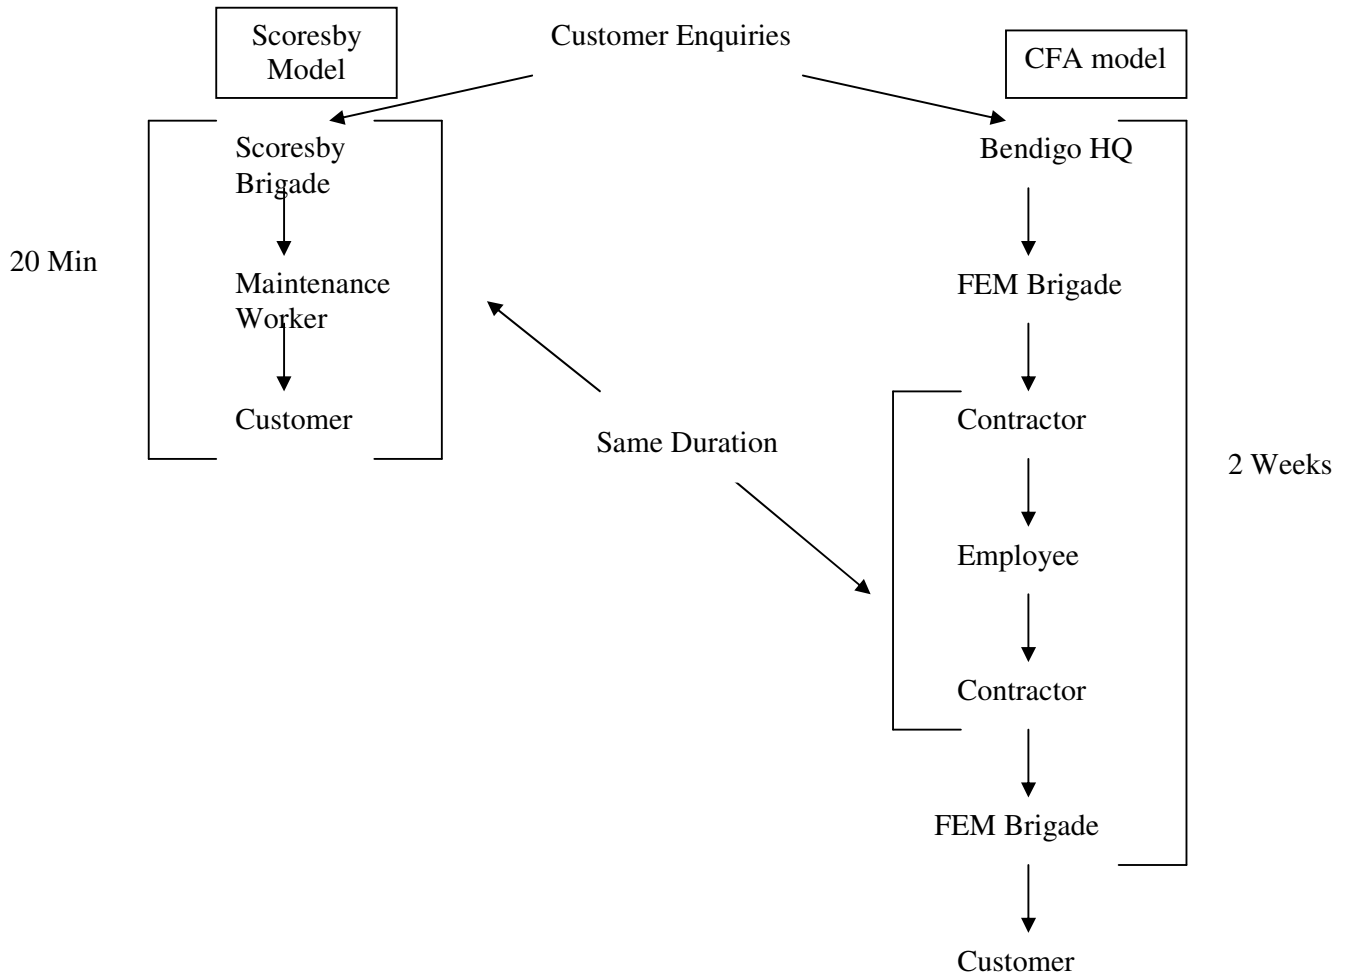 Scoresby
Model
Customer Enquiries
CFA model
Scoresby
Brigade
Bendigo HQ
20 Min
Maintenance
Worker
FEM Brigade
Customer
Contractor
Same Duration
2 Weeks
Employee
Contractor
FEM Brigade
Customer